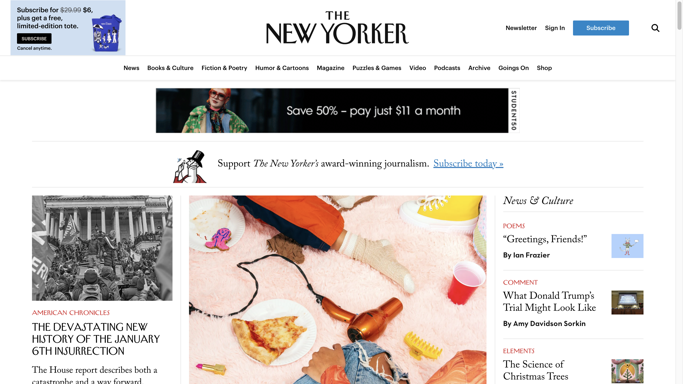 Subscribe for $29.99 $6,
plus get a free,
limited-edition tote.
SUBSCRIBE
Cancel anytime.
THE
NEW YORKER
Newsletter
Sign In
Subscribe
News
Books & Culture
Fiction & Poetry
Humor & Cartoons
Magazine
Puzzles & Games
Video
Podcasts
Archive
Goings On
Shop
Save 50% – pay just $11 a month
STUDENT50
Support The New Yorker's award-winning journalism. Subscribe today »
AMERICAN CHRONICLES
THE DEVASTATING NEW
HISTORY OF THE JANUARY
6TH INSURRECTION
The House report describes both a
catastrophe and a way forward.
News & Culture
POEMS
“Greetings, Friends!”
By Ian Frazier
COMMENT
What Donald Trump's
Trial Might Look Like
By Amy Davidson Sorkin
ELEMENTS
The Science of
Christmas Trees